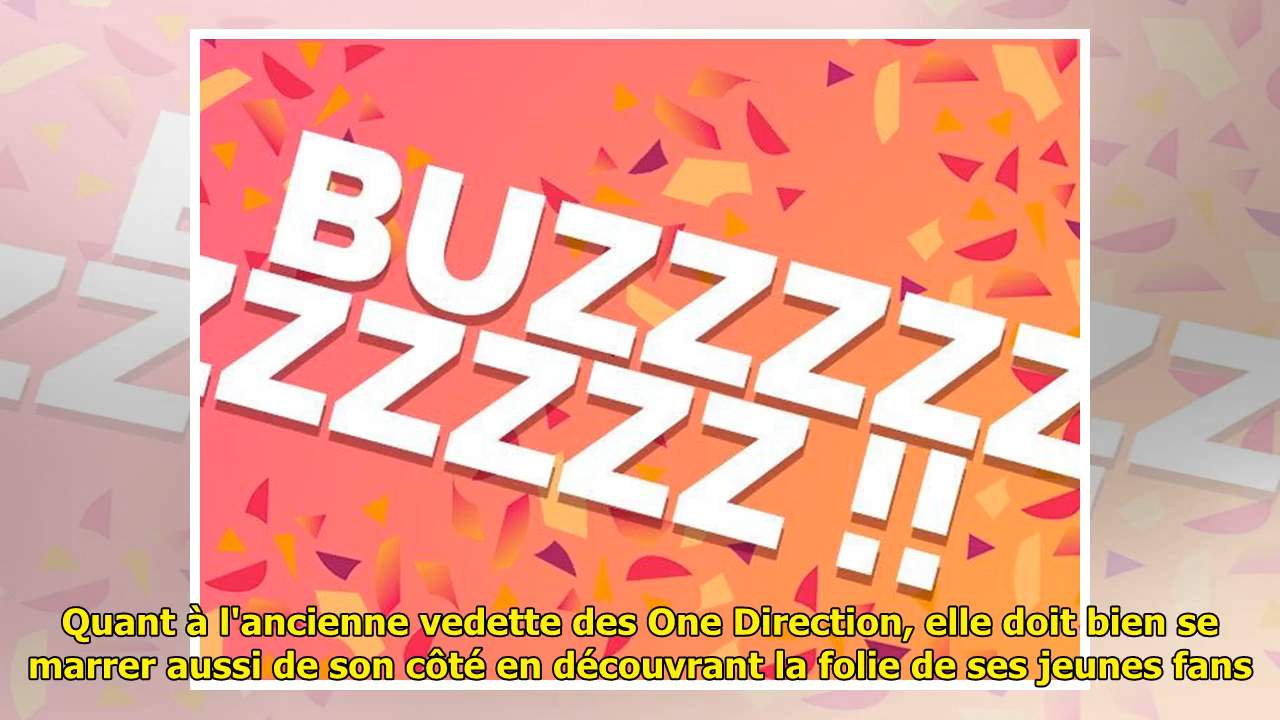 BUZZZZZ
ZZZZZZ !!
Quant à l'ancienne vedette des One Direction, elle doit bien se
marrer aussi de son côté en découvrant la folie de ses jeunes fans